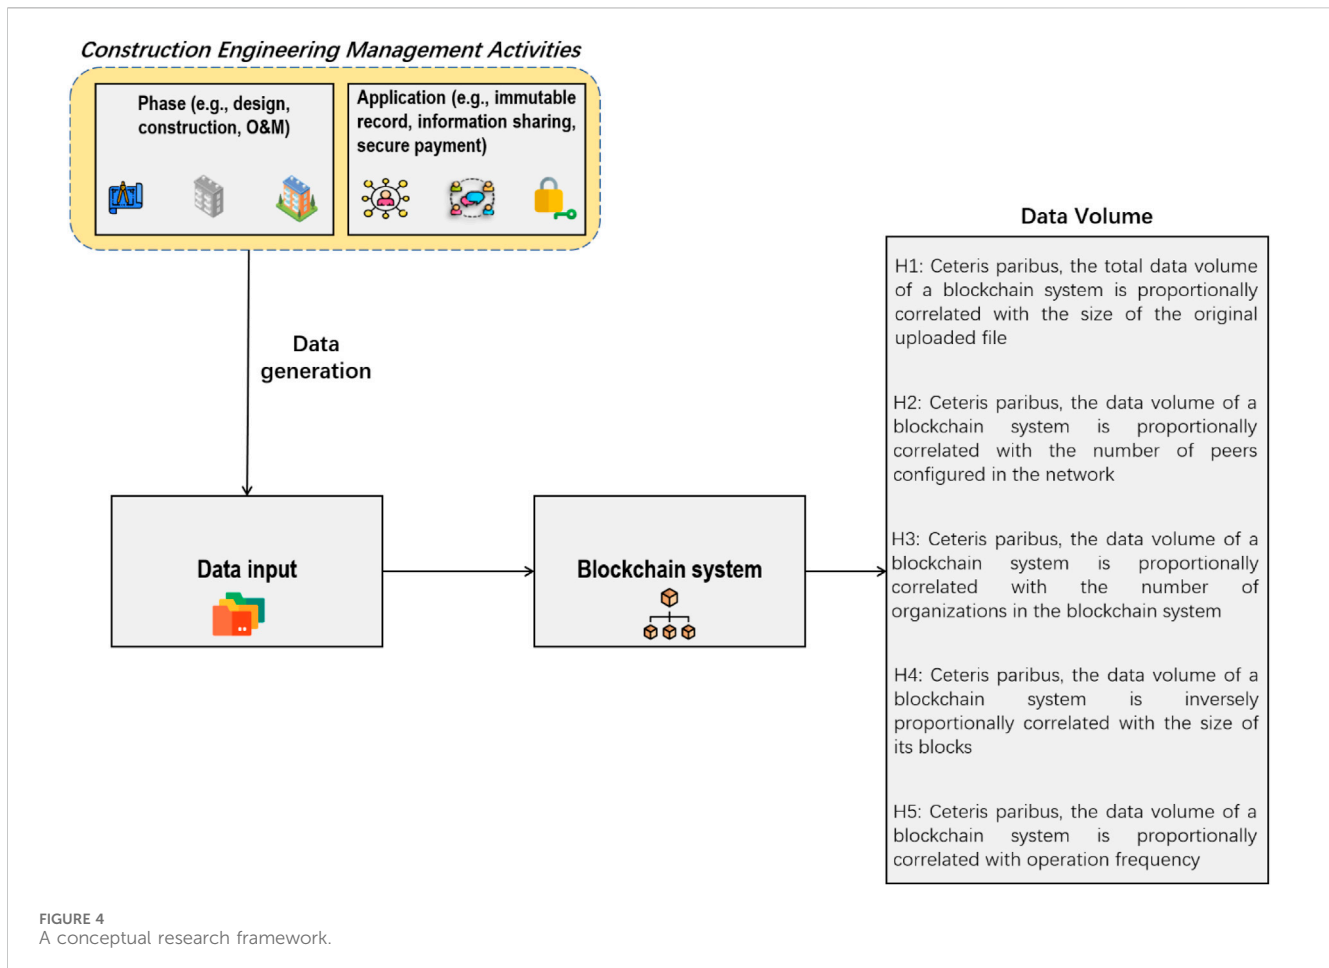 Construction Engineering Management Activities
Phase (e.g., design,
construction, O&M)
Application (e.g., immutable
record, information sharing,
secure payment)
Data
generation
Data input
Blockchain system
Data Volume
H1: Ceteris paribus, the total data volume
of a blockchain system is proportionally
correlated with the size of the original
uploaded file
H2: Ceteris paribus, the data volume of a
blockchain system is proportionally
correlated with the number of peers
configured in the network
H3: Ceteris paribus, the data volume of a
blockchain system is proportionally
correlated with the number of
organizations in the blockchain system
H4: Ceteris paribus, the data volume of a
blockchain system is inversely
proportionally correlated with the size of
its blocks
H5: Ceteris paribus, the data volume of a
blockchain system is proportionally
correlated with operation frequency
FIGURE 4
A conceptual research framework.